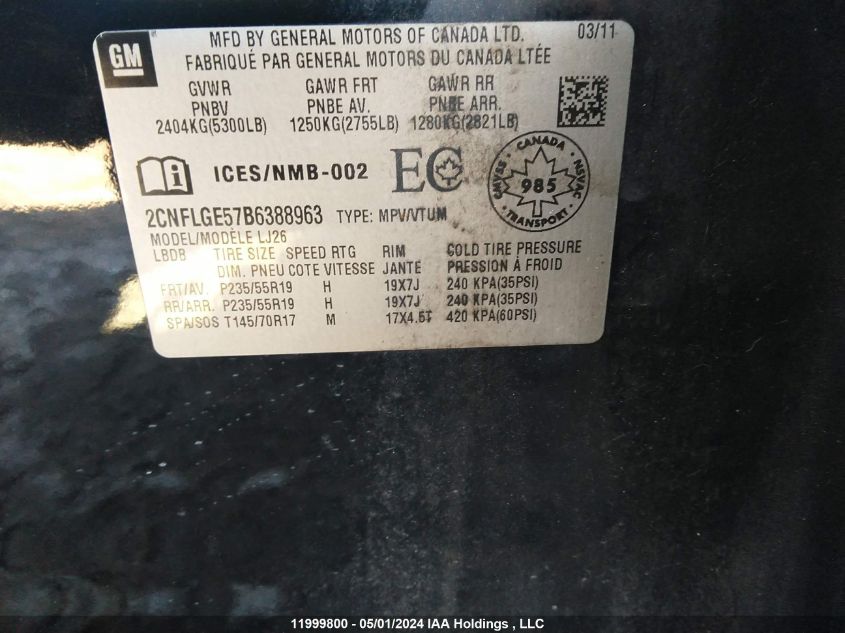 GM
MFD BY GENERAL MOTORS OF CANADA LTD. 03/11
FABRIQUÉ PAR GENERAL MOTORS DU CANADA LTÉE
GVWR GAWR FRT GAWR RR
PNBV PNBE AV. PNBE ARR.
2404KG(5300LB) 1250KG(2755LB) 1280KG(2821LB)
ICES/NMB-002 EC
CANADA
CMVSS 985 NSVAC
TRANSPORT
2CNFLGE57B6388963 TYPE: MPV/VTUM
MODEL/MODÈLE LJ26
LBDB TIRE SIZE SPEED RTG RIM COLD TIRE PRESSURE
DIM. PNEU COTE VITESSE JANTE PRESSION À FROID
FRT/AV. P235/55R19 H 19X7J 240 KPA(35PSI)
RR/ARR. P235/55R19 H 19X7J 240 KPA(35PSI)
SPA/SOS T145/70R17 M 17X4.5T 420 KPA(60PSI)
11999800 - 05/01/2024 IAA Holdings , LLC